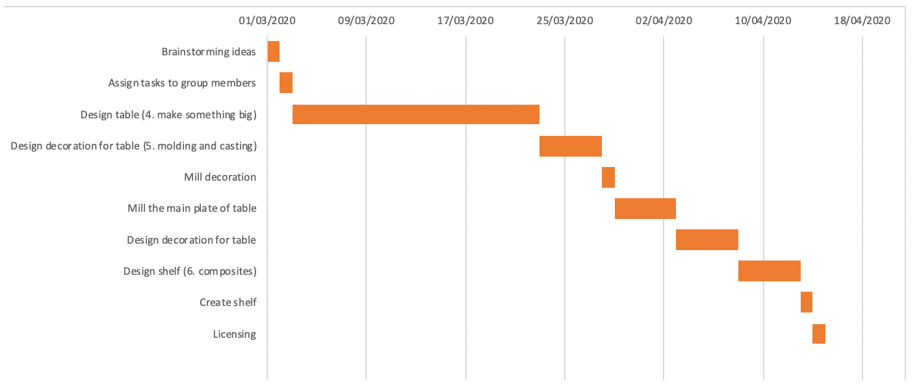 01/03/2020 09/03/2020 17/03/2020 25/03/2020 02/04/2020 10/04/2020 18/04/2020
Brainstorming ideas
Assign tasks to group members
Design table (4. make something big)
Design decoration for table (5. molding and casting)
Mill decoration
Mill the main plate of table
Design decoration for table
Design shelf (6. composites)
Create shelf
Licensing